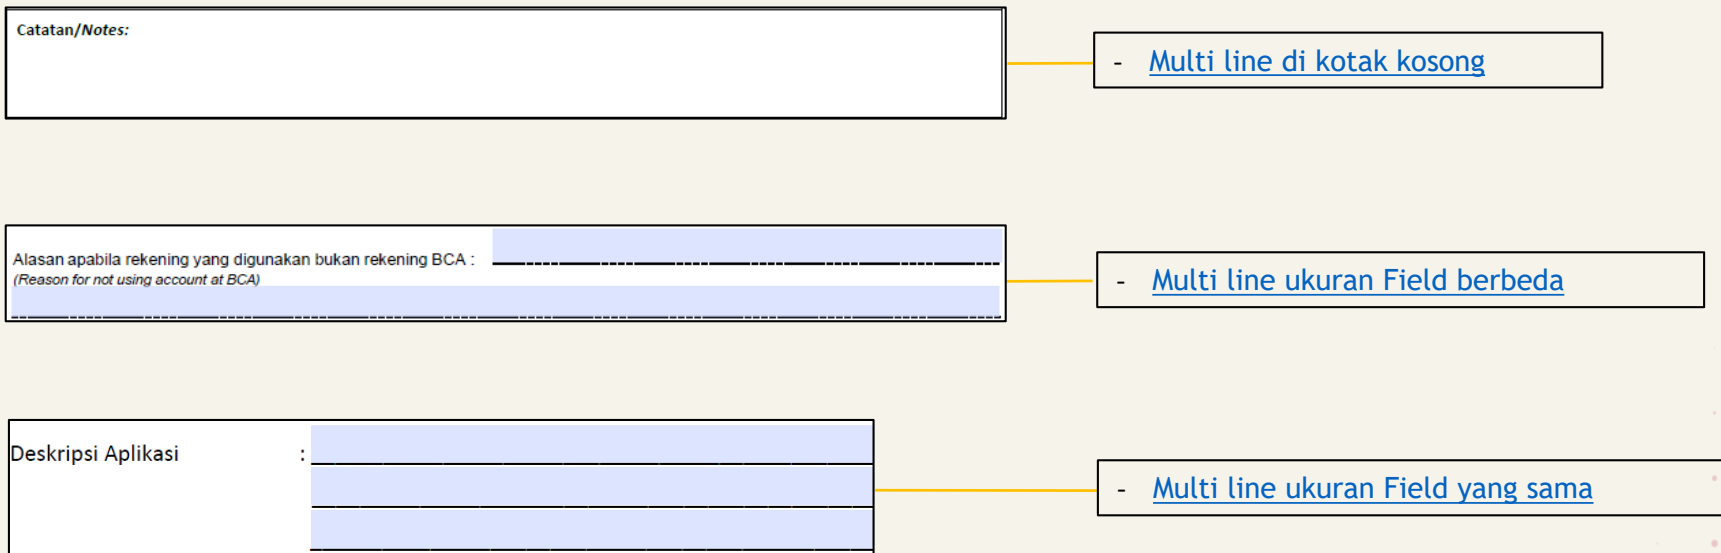 Catatan/Notes:
- Multi line di kotak kosong
Alasan apabila rekening yang digunakan bukan rekening BCA :
(Reason for not using account at BCA)
- Multi line ukuran Field berbeda
Deskripsi Aplikasi :
- Multi line ukuran Field yang sama